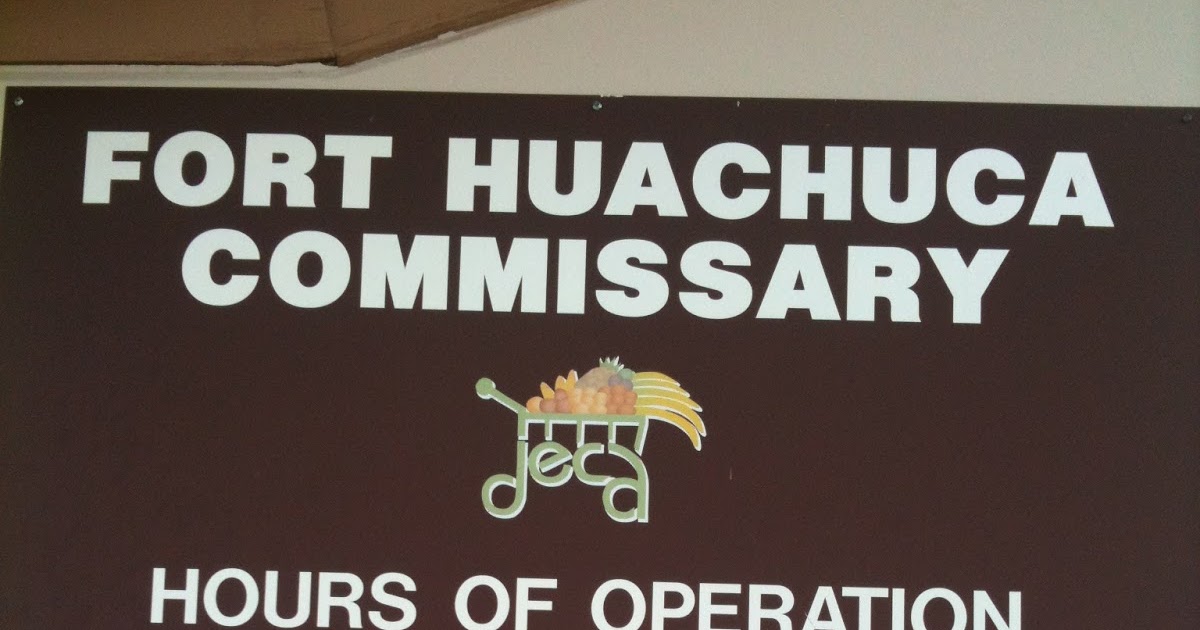 FORT HUACHUCA
COMMISSARY
deca
HOURS OF OPERATION